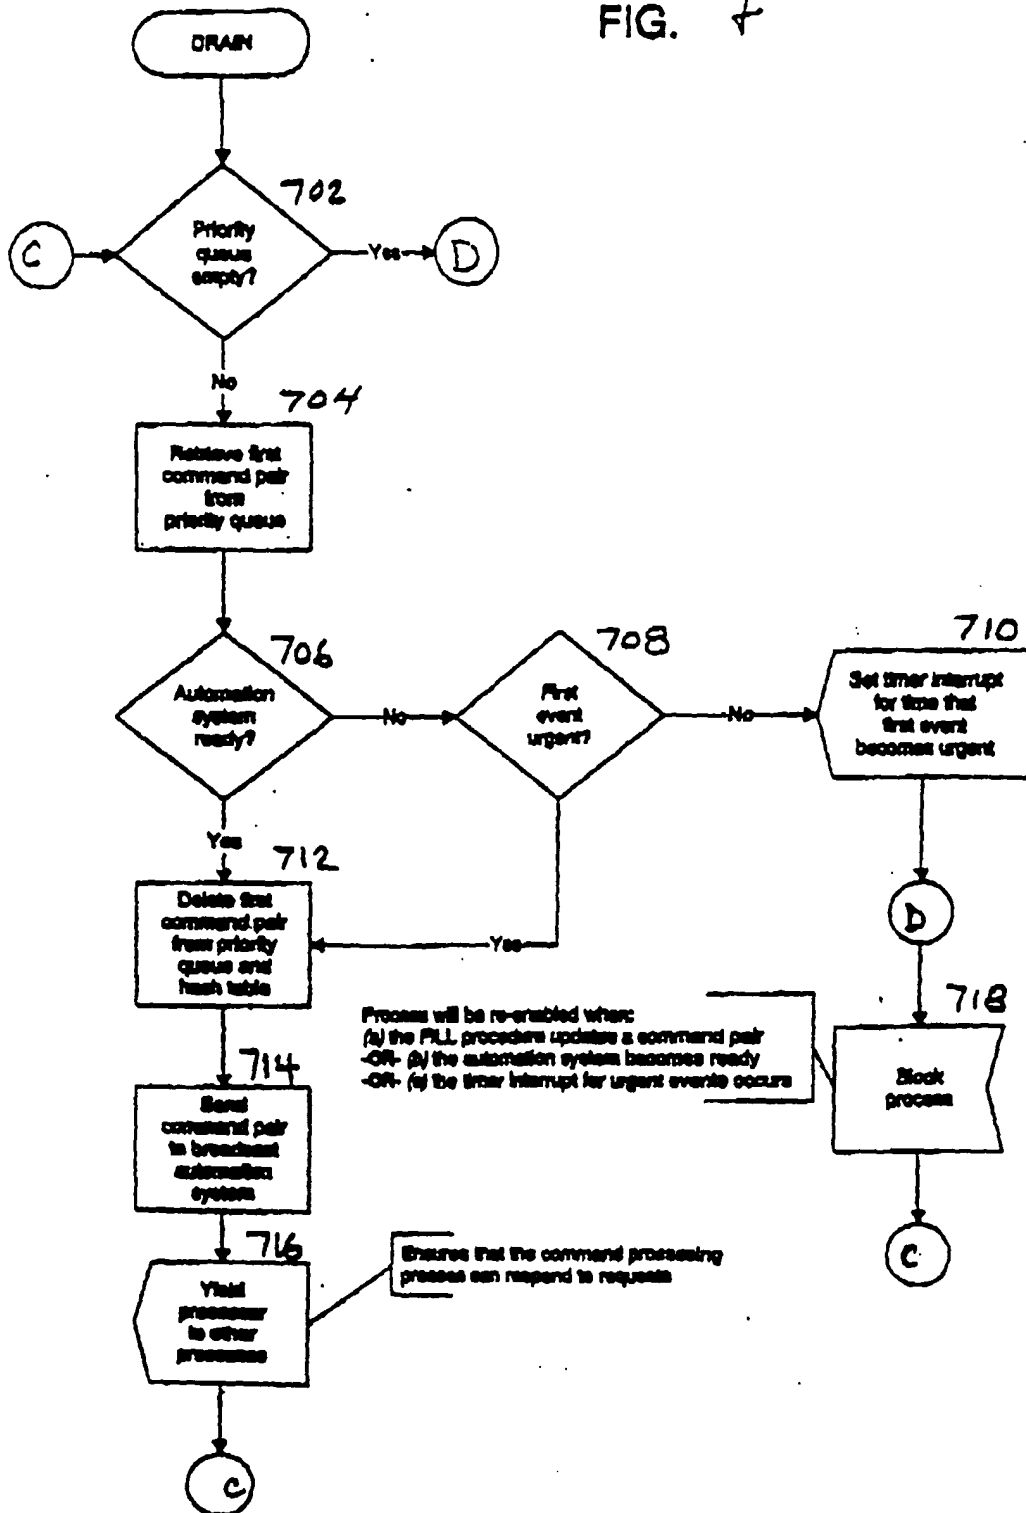 FIG. 7
DRAIN
702
Priority
queue
empty?
C
Yes
D
No
704
Retrieve first
command pair
from
priority queue
706
Automation
system
ready?
No
708
First
event
urgent?
No
710
Set timer interrupt
for time that
first event
becomes urgent
Yes
712
Delete first
command pair
from priority
queue and
hash table
Yes
D
718
Process will be re-enabled when:
(a) the FILL procedure updates a command pair
-OR- (b) the automation system becomes ready
-OR- (c) the timer interrupt for urgent events occurs
Block
process
714
Send
command pair
to broadcast
automation
system
716
Ensures that the command processing
process can respond to requests
C
Yield
processor
to other
processes
C